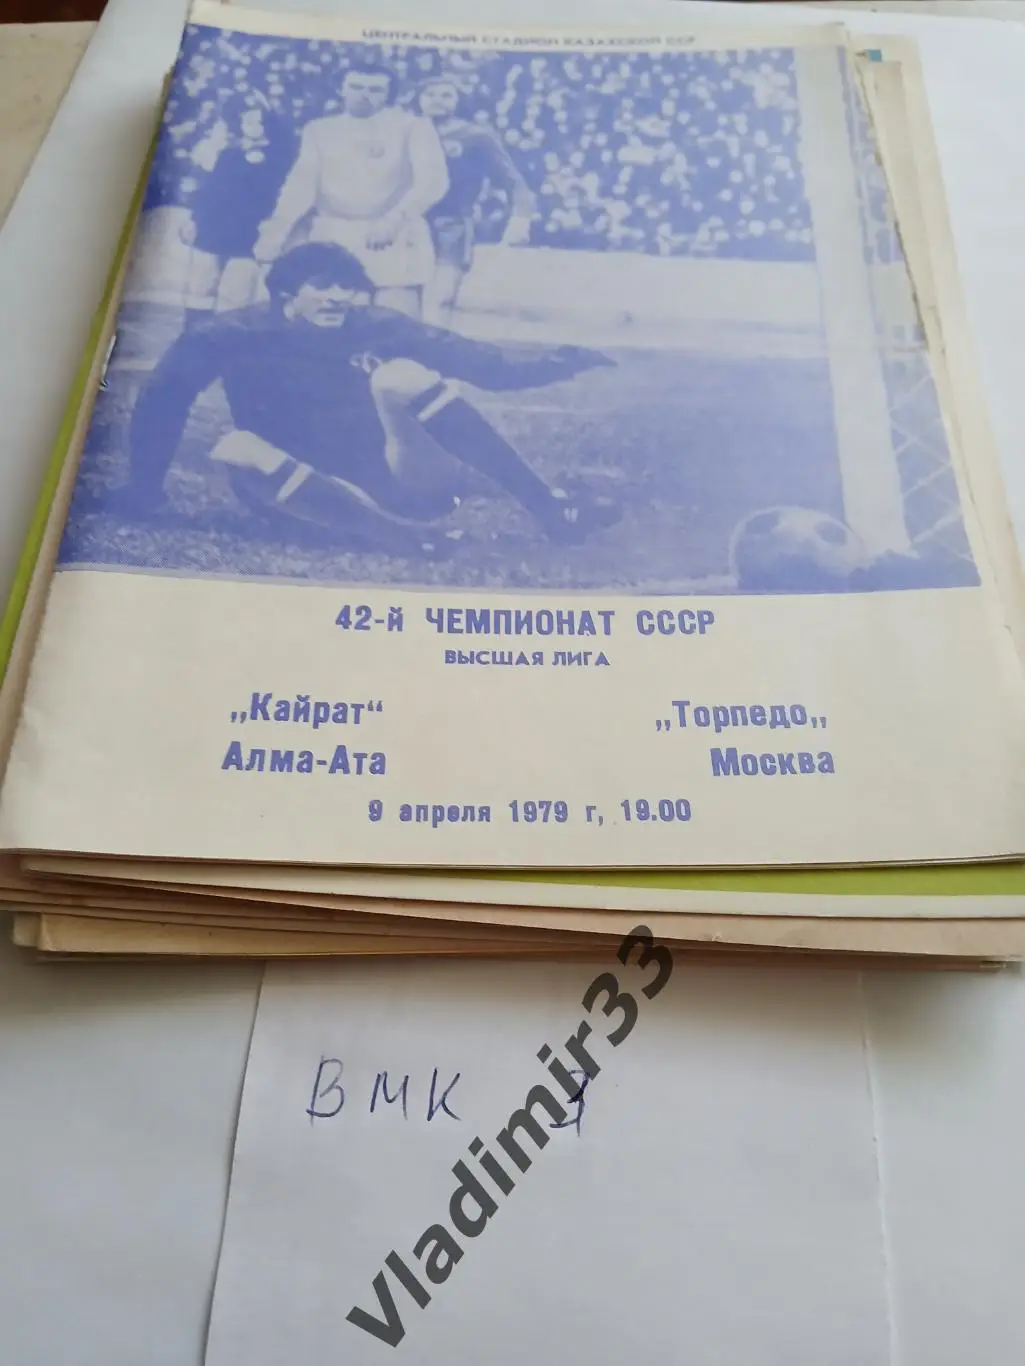 ЦЕНТРАЛЬНЫЙ СТАДИОН КАЗАХСКОЙ ССР
42-й ЧЕМПИОНАТ СССР
ВЫСШАЯ ЛИГА
„Кайрат“ „Торпедо„
Алма-Ата Москва
9 апреля 1979 г, 19.00
ВМК
Vladimir33